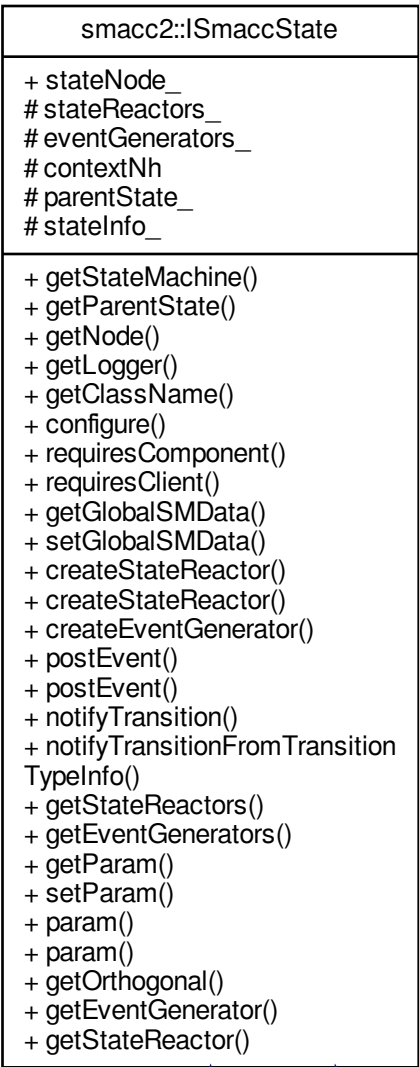 smacc2::ISmaccState
+ stateNode_
# stateReactors_
# eventGenerators_
# contextNh
# parentState_
# stateInfo_
+ getStateMachine()
+ getParentState()
+ getNode()
+ getLogger()
+ getClassName()
+ configure()
+ requiresComponent()
+ requiresClient()
+ getGlobalSMData()
+ setGlobalSMData()
+ createStateReactor()
+ createStateReactor()
+ createEventGenerator()
+ postEvent()
+ postEvent()
+ notifyTransition()
+ notifyTransitionFromTransition
TypeInfo()
+ getStateReactors()
+ getEventGenerators()
+ getParam()
+ setParam()
+ param()
+ param()
+ getOrthogonal()
+ getEventGenerator()
+ getStateReactor()